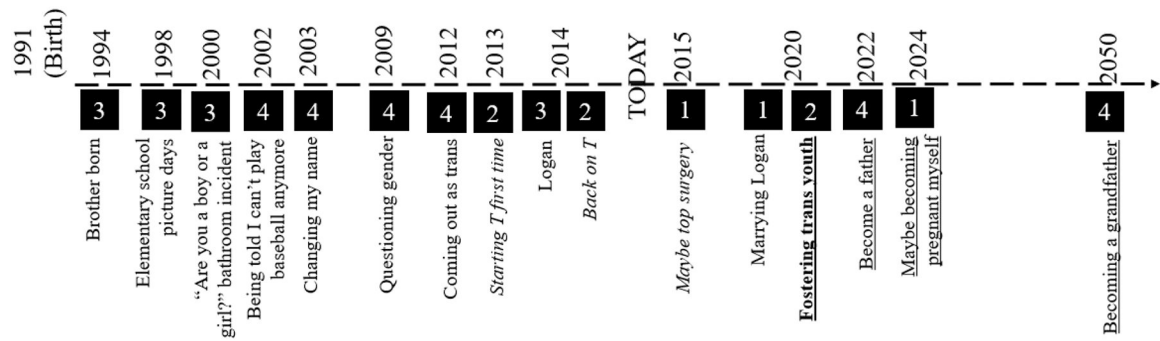 1991
(Birth)
1994
1998
2000
2002
2003
2009
2012
2013
2014
TODAY
2015
2020
2022
2024
2050
3
3
3
4
4
4
4
2
3
2
1
1
2
4
1
4
Brother born
Elementary school
picture days
“Are you a boy or a
girl?” bathroom incident
Being told I can’t play
baseball anymore
Changing my name
Questioning gender
Coming out as trans
Starting T first time
Logan
Back on T
Maybe top surgery
Marrying Logan
Fostering trans youth
Become a father
Maybe becoming
pregnant myself
Becoming a grandfather